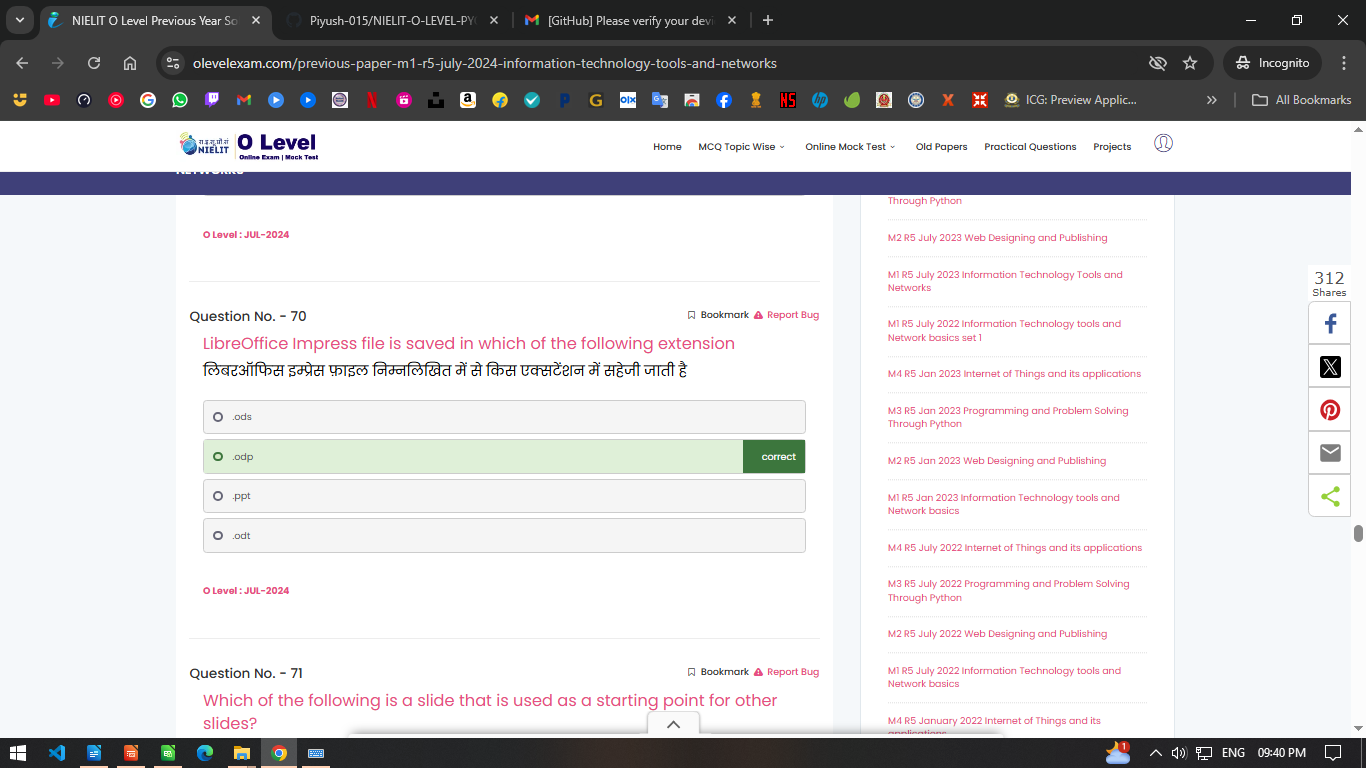 NIELIT O Level Previous Year So
Piyush-015/NIELIT-O-LEVEL-PYQ
[GitHub] Please verify your devi
olevelexam.com/previous-paper-m1-r5-july-2024-information-technology-tools-and-networks
Incognito
ICG: Preview Applic...
All Bookmarks
रा.इ.सू.प्रौ.सं
NIELIT
O Level
Online Exam | Mock Test
Home
MCQ Topic Wise
Online Mock Test
Old Papers
Practical Questions
Projects
NETWORKS
O Level : JUL-2024
Question No. - 70
Bookmark
Report Bug
LibreOffice Impress file is saved in which of the following extension
लिबरऑफिस इम्प्रेस फ़ाइल निम्नलिखित में से किस एक्सटेंशन में सहेजी जाती है
.ods
.odp
correct
.ppt
.odt
O Level : JUL-2024
Question No. - 71
Bookmark
Report Bug
Which of the following is a slide that is used as a starting point for other
slides?
Through Python
M2 R5 July 2023 Web Designing and Publishing
M1 R5 July 2023 Information Technology Tools and
Networks
M1 R5 July 2022 Information Technology tools and
Network basics set 1
M4 R5 Jan 2023 Internet of Things and its applications
M3 R5 Jan 2023 Programming and Problem Solving
Through Python
M2 R5 Jan 2023 Web Designing and Publishing
M1 R5 Jan 2023 Information Technology tools and
Network basics
M4 R5 July 2022 Internet of Things and its applications
M3 R5 July 2022 Programming and Problem Solving
Through Python
M2 R5 July 2022 Web Designing and Publishing
M1 R5 July 2022 Information Technology tools and
Network basics
M4 R5 January 2022 Internet of Things and its
applications
312
Shares
1
ENG
09:40 PM